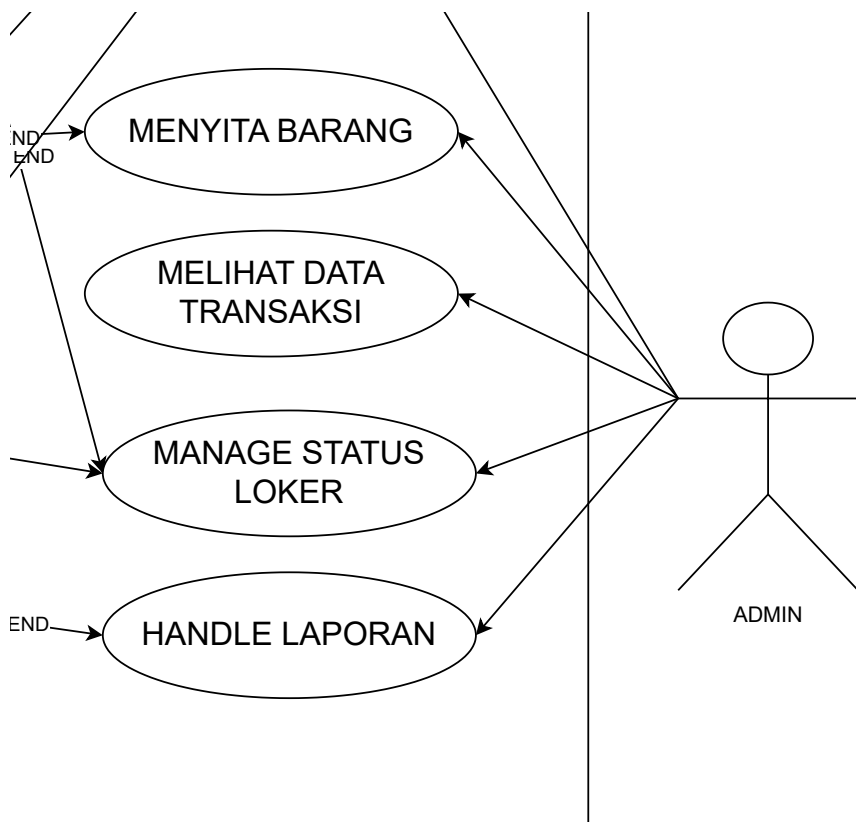 MENYITA BARANG
END
END
MELIHAT DATA
TRANSAKSI
MANAGE STATUS
LOKER
END
HANDLE LAPORAN
ADMIN